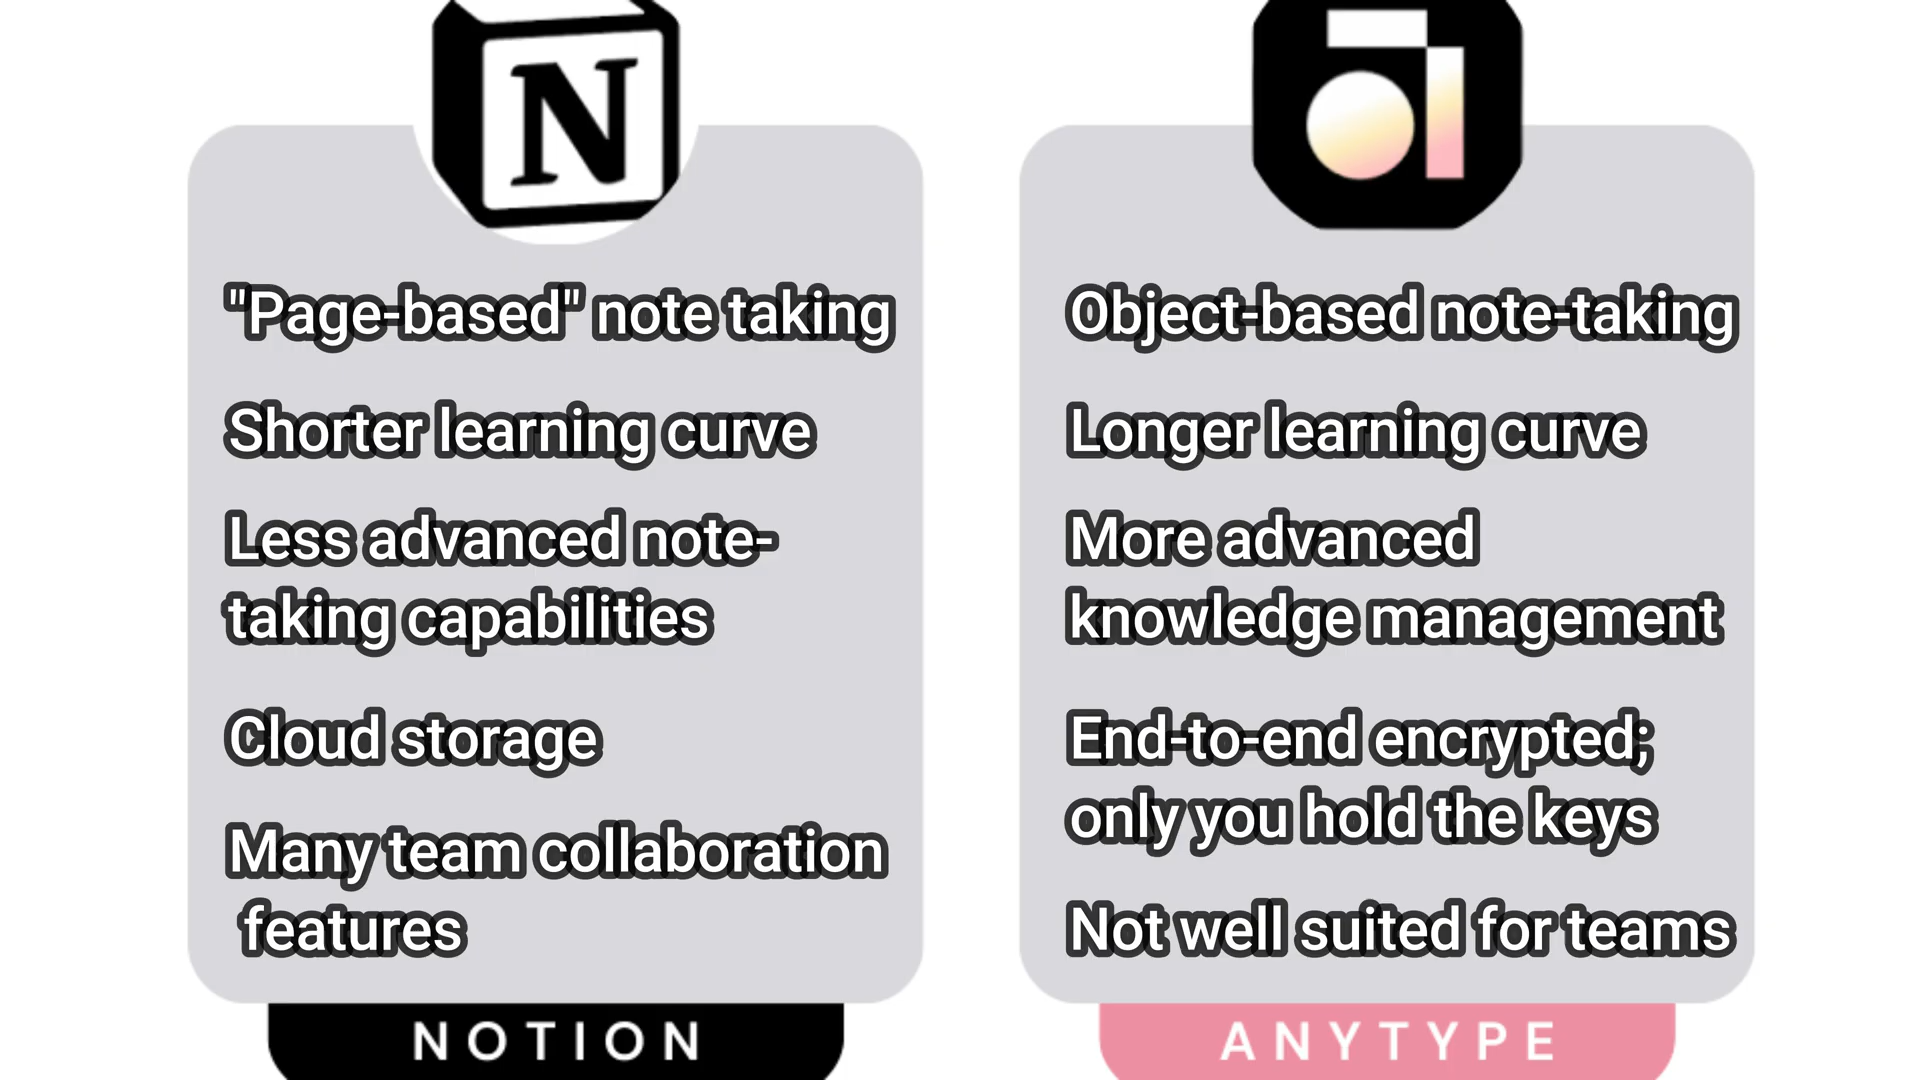 N
"Page-based" note taking
Shorter learning curve
Less advanced note-
taking capabilities
Cloud storage
Many team collaboration
features
NOTION
Object-based note-taking
Longer learning curve
More advanced
knowledge management
End-to-end encrypted;
only you hold the keys
Not well suited for teams
ANYTYPE